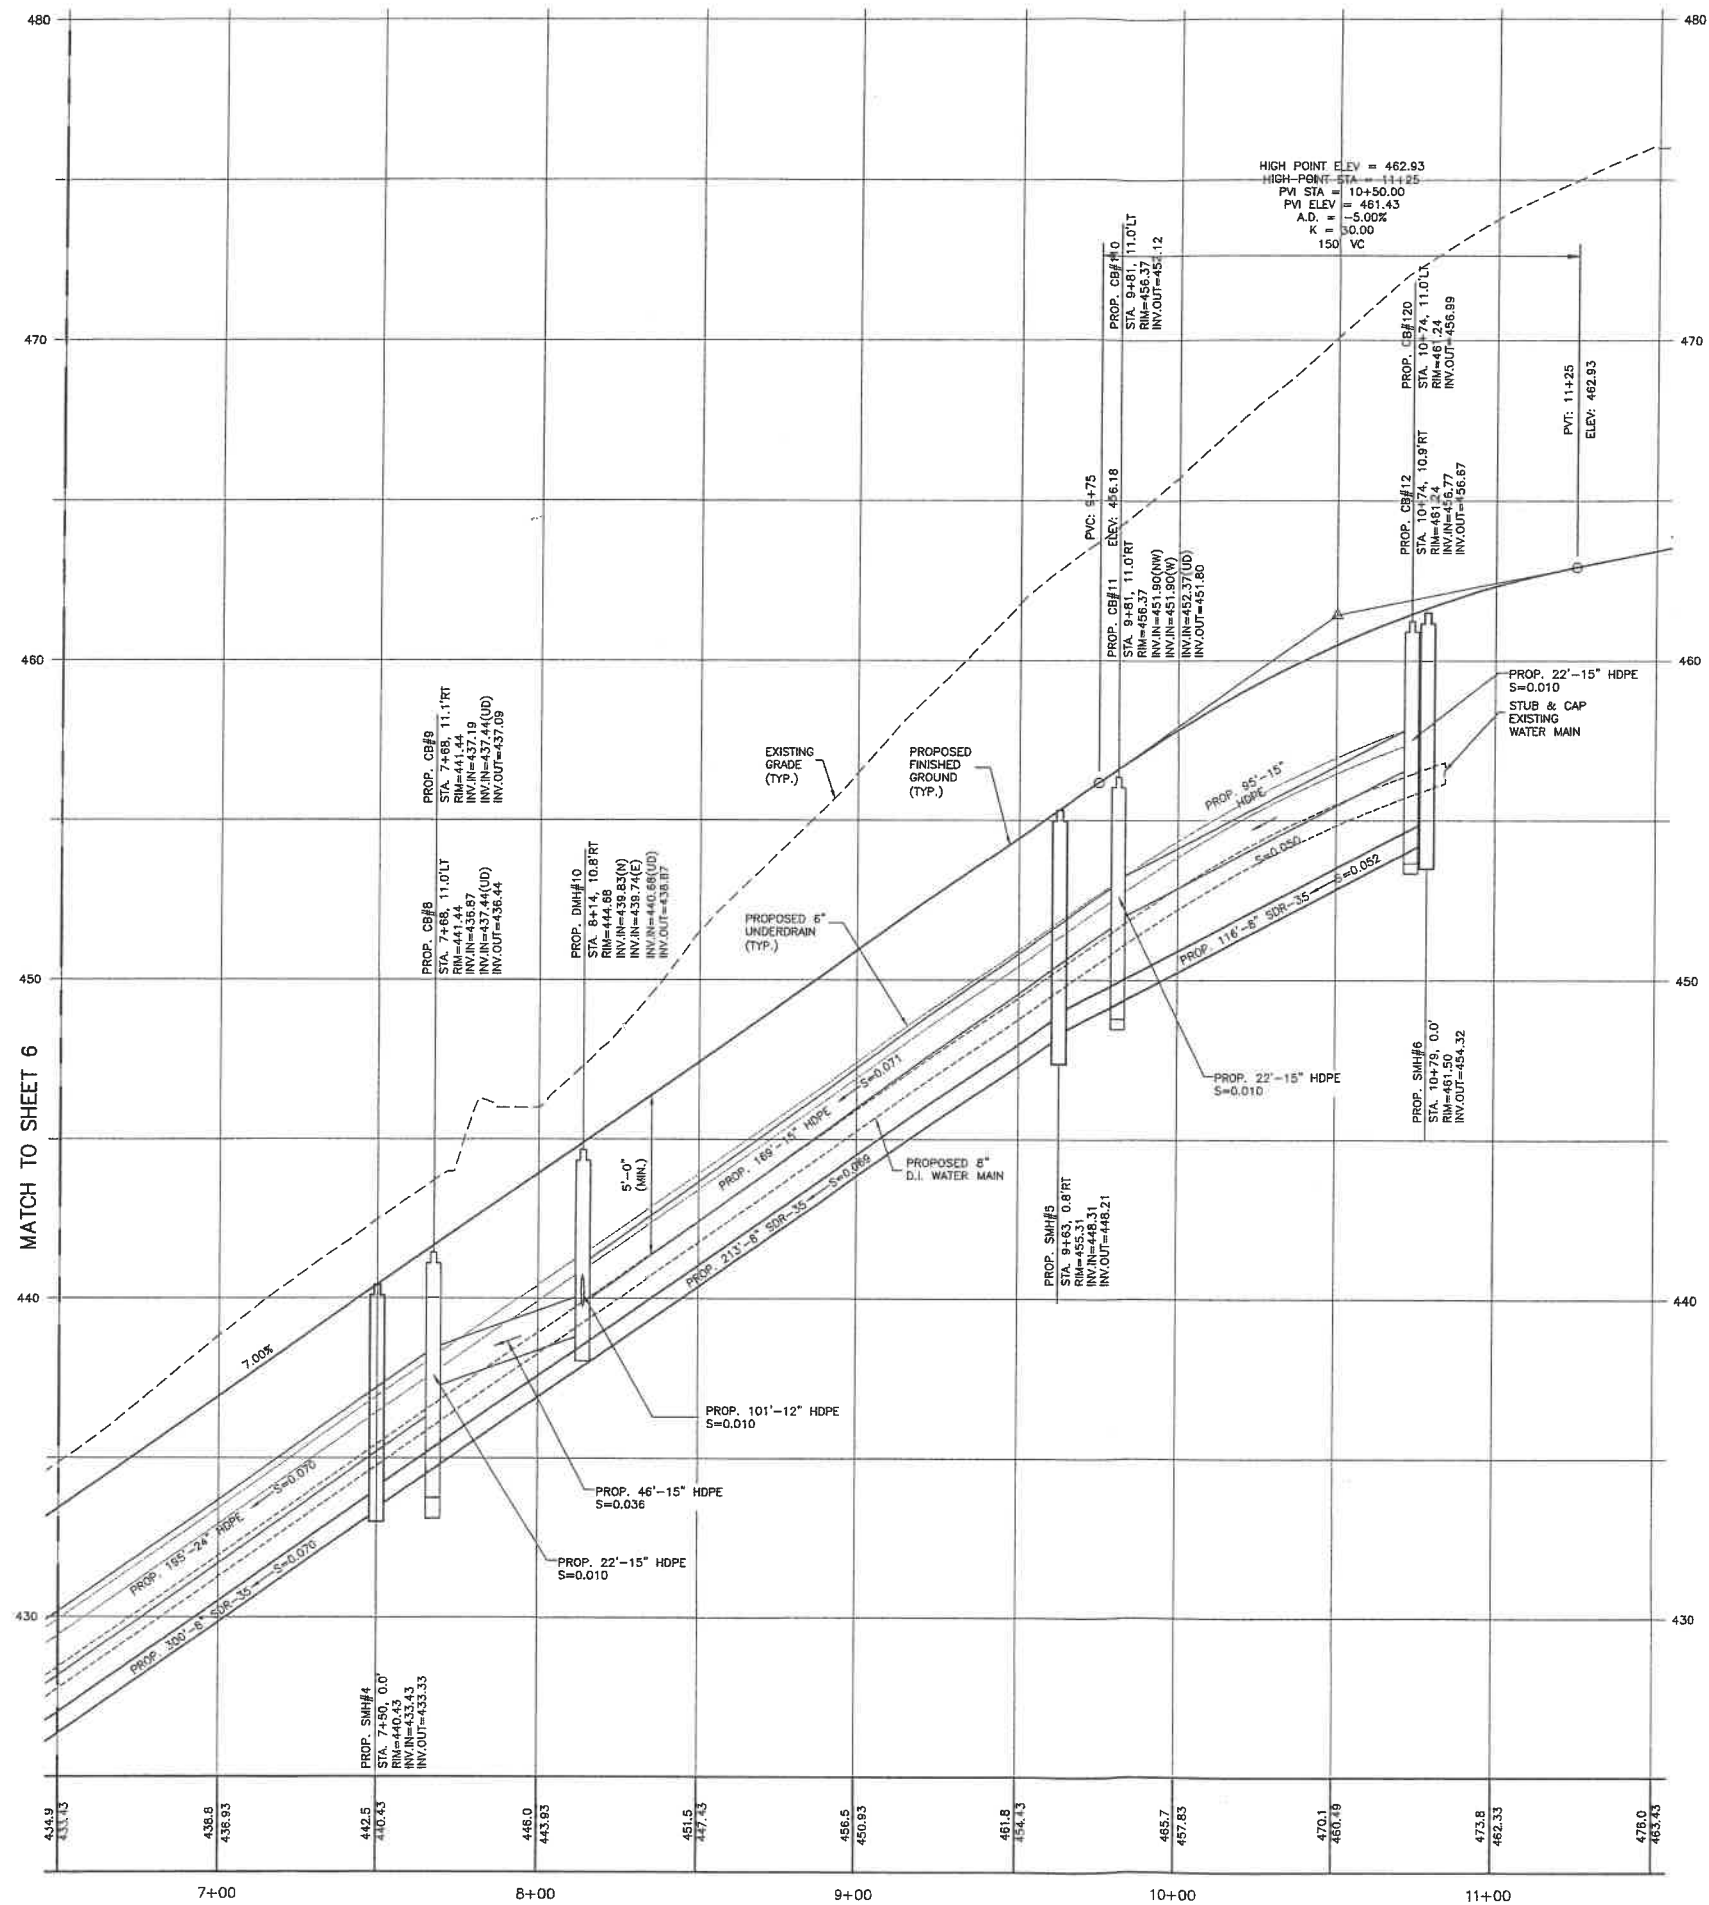 480
480
HIGH POINT ELEV = 462.93
HIGH POINT STA = 11+25
PVI STA = 10+50.00
PVI ELEV = 461.43
A.D. = -5.00%
K = 30.00
150 VC
PROP. CB#110
STA. 9+81, 11.0'LT
RIM=456.37
INV.OUT=452.12
PROP. CB#120
STA. 10+74, 11.0'LT
RIM=461.24
INV.OUT=456.99
470
470
PVT: 11+25
ELEV: 462.93
PVC: 9+75
ELEV: 456.18
PROP. CB#12
STA. 10+74, 10.9'RT
RIM=461.24
INV.IN=456.77
INV.OUT=456.67
PROP. CB#11
STA. 9+81, 11.0'RT
RIM=456.37
INV.IN=451.90(NW)
INV.IN=451.90(W)
INV.IN=452.37(UD)
INV.OUT=451.80
460
460
PROP. 22'-15" HDPE
S=0.010
STUB & CAP
EXISTING
WATER MAIN
PROP. CB#9
STA. 7+68, 11.1'RT
RIM=441.44
INV.IN=437.19
INV.IN=437.44(UD)
INV.OUT=437.09
EXISTING
GRADE
(TYP.)
PROPOSED
FINISHED
GROUND
(TYP.)
PROP. 95'-15"
HDPE
S=0.050
PROP. CB#8
STA. 7+68, 11.0'LT
RIM=441.44
INV.IN=436.87
INV.IN=437.44(UD)
INV.OUT=436.44
PROP. DMH#10
STA. 8+14, 10.8'RT
RIM=444.68
INV.IN=439.83(N)
INV.IN=439.74(E)
INV.IN=440.68(UD)
INV.OUT=438.87
PROPOSED 6"
UNDERDRAIN
(TYP.)
PROP. 116'-8" SDR-35 S=0.052
450
450
MATCH TO SHEET 6
PROP. 22'-15" HDPE
S=0.010
PROP. SMH#6
STA. 10+79, 0.0'
RIM=461.50
INV.OUT=454.32
PROP. 169'-15" HDPE S=0.071
5'-0"
(MIN.)
PROPOSED 8"
D.I. WATER MAIN
PROP. 213'-8" SDR-35 S=0.069
PROP. SMH#5
STA. 9+63, 0.8'RT
RIM=455.31
INV.IN=448.31
INV.OUT=448.21
440
440
7.00%
PROP. 101'-12" HDPE
S=0.010
PROP. 46'-15" HDPE
S=0.036
PROP. 22'-15" HDPE
S=0.010
PROP. 195'-24" HDPE S=0.070
PROP. 300'-8" SDR-35 S=0.070
430
430
PROP. SMH#4
STA. 7+50, 0.0'
RIM=440.43
INV.IN=433.43
INV.OUT=433.33
434.9
433.43
438.8
436.93
442.5
440.43
446.0
443.93
451.5
447.43
456.5
450.93
461.8
454.43
465.7
457.83
470.1
460.49
473.8
462.33
476.0
463.43
7+00
8+00
9+00
10+00
11+00